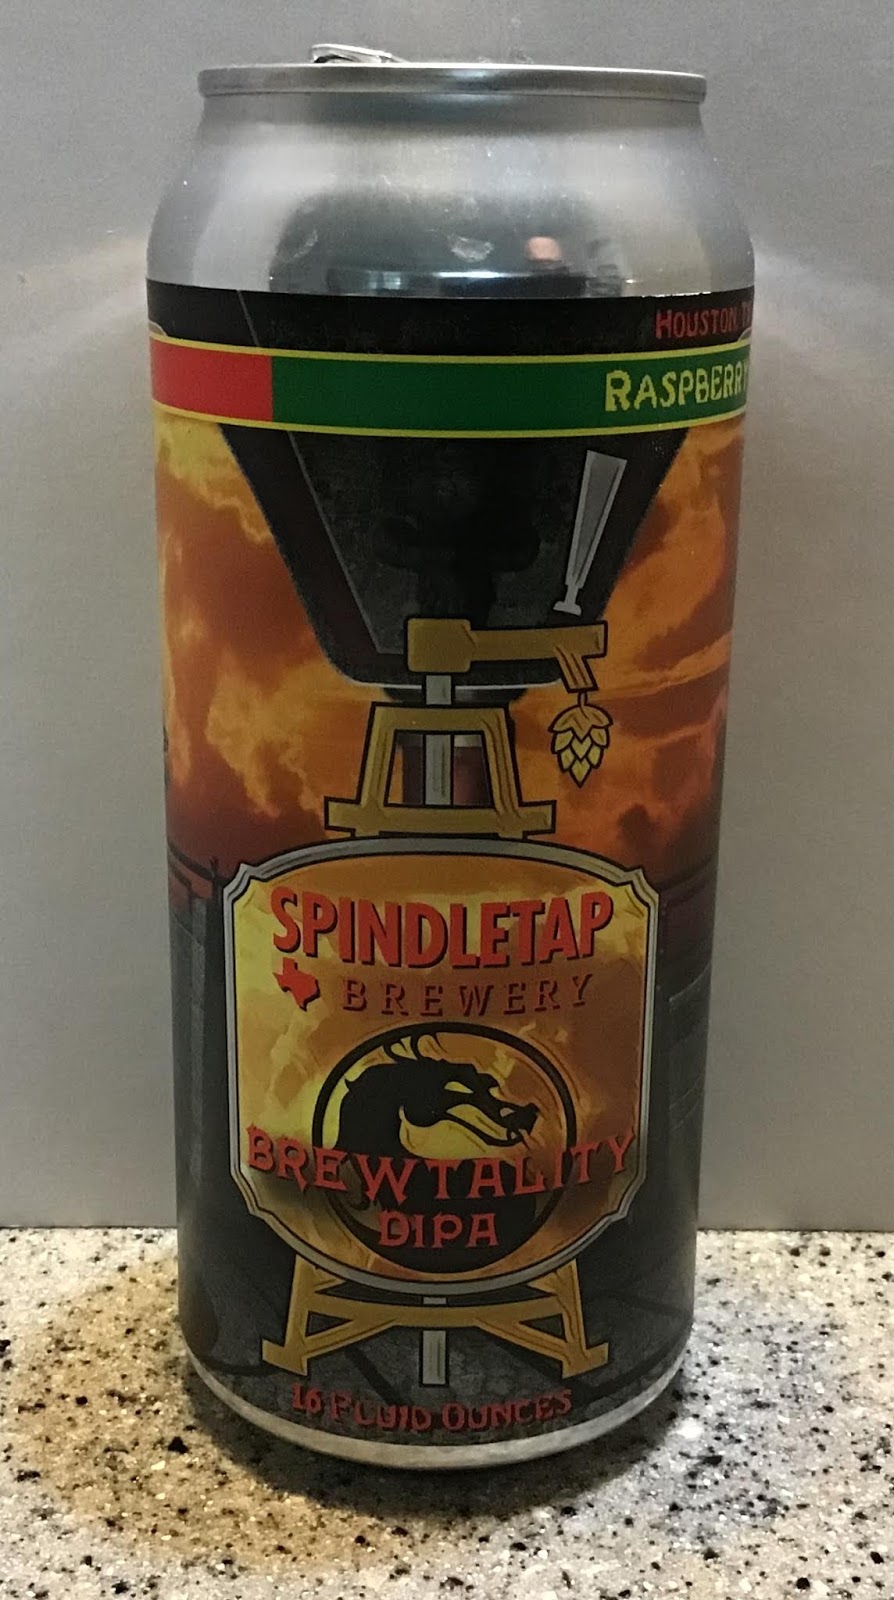 HOUSTON
RASPBERRY
SPINDLETAP
BREWERY
BREWTALITY
DIPA
16 FLUID OUNCES